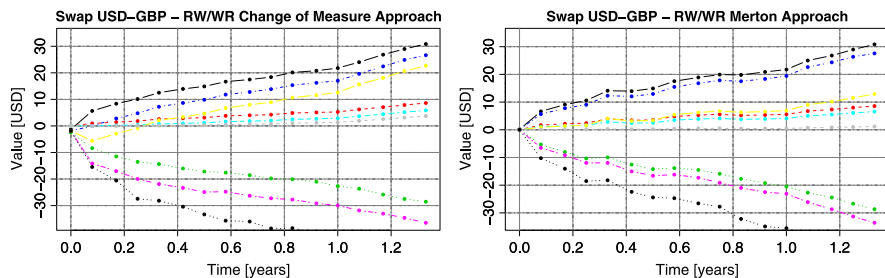 Swap USD–GBP – RW/WR Change of Measure Approach
Value [USD]
30
20
10
0
−10
−20
−30
0.0 0.2 0.4 0.6 0.8 1.0 1.2
Time [years]
Swap USD–GBP – RW/WR Merton Approach
Value [USD]
30
20
10
0
−10
−20
−30
0.0 0.2 0.4 0.6 0.8 1.0 1.2
Time [years]